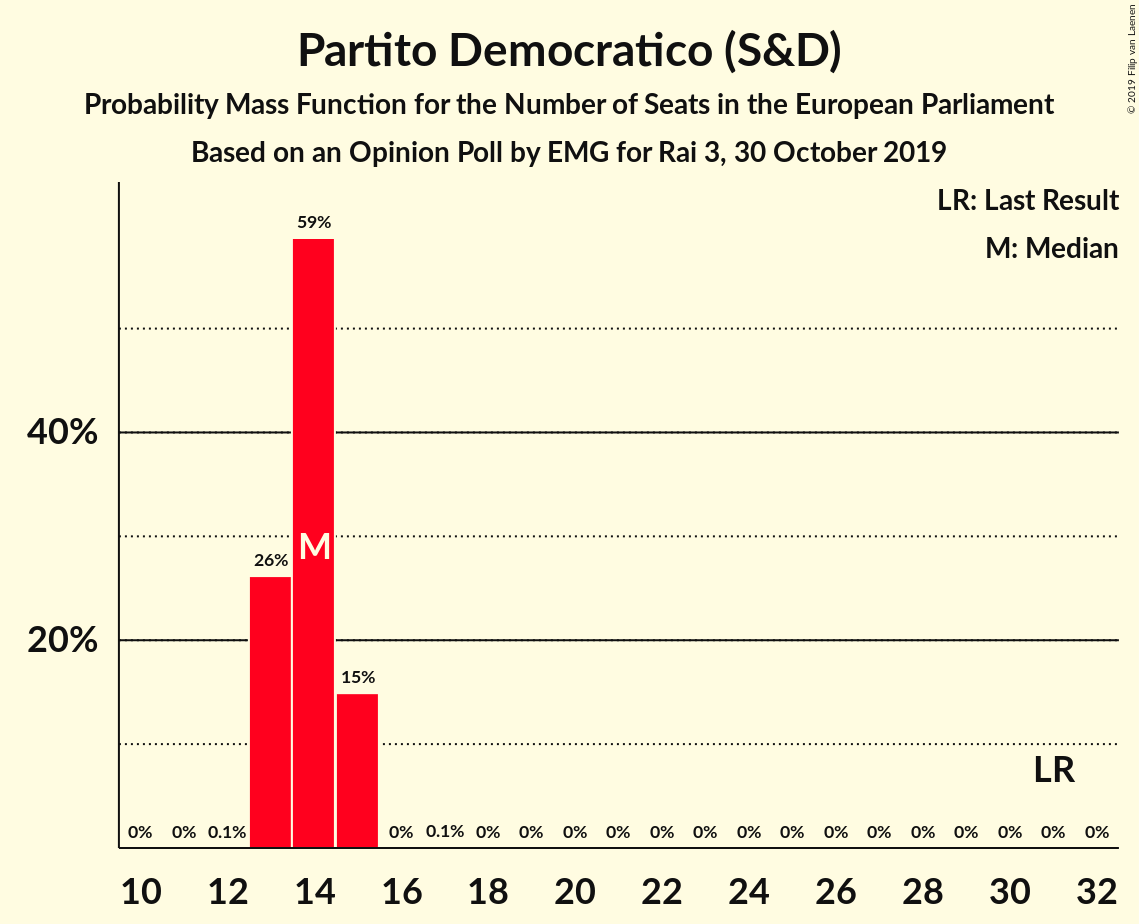 Partito Democratico (S&D)
Probability Mass Function for the Number of Seats in the European Parliament
Based on an Opinion Poll by EMG for Rai 3, 30 October 2019
© 2019 Filip van Laenen
LR: Last Result
M: Median
59%
40%
M
26%
20%
15%
LR
0% 0% 0.1% 0% 0.1% 0% 0% 0% 0% 0% 0% 0% 0% 0% 0% 0% 0% 0% 0% 0%
10 12 14 16 18 20 22 24 26 28 30 32